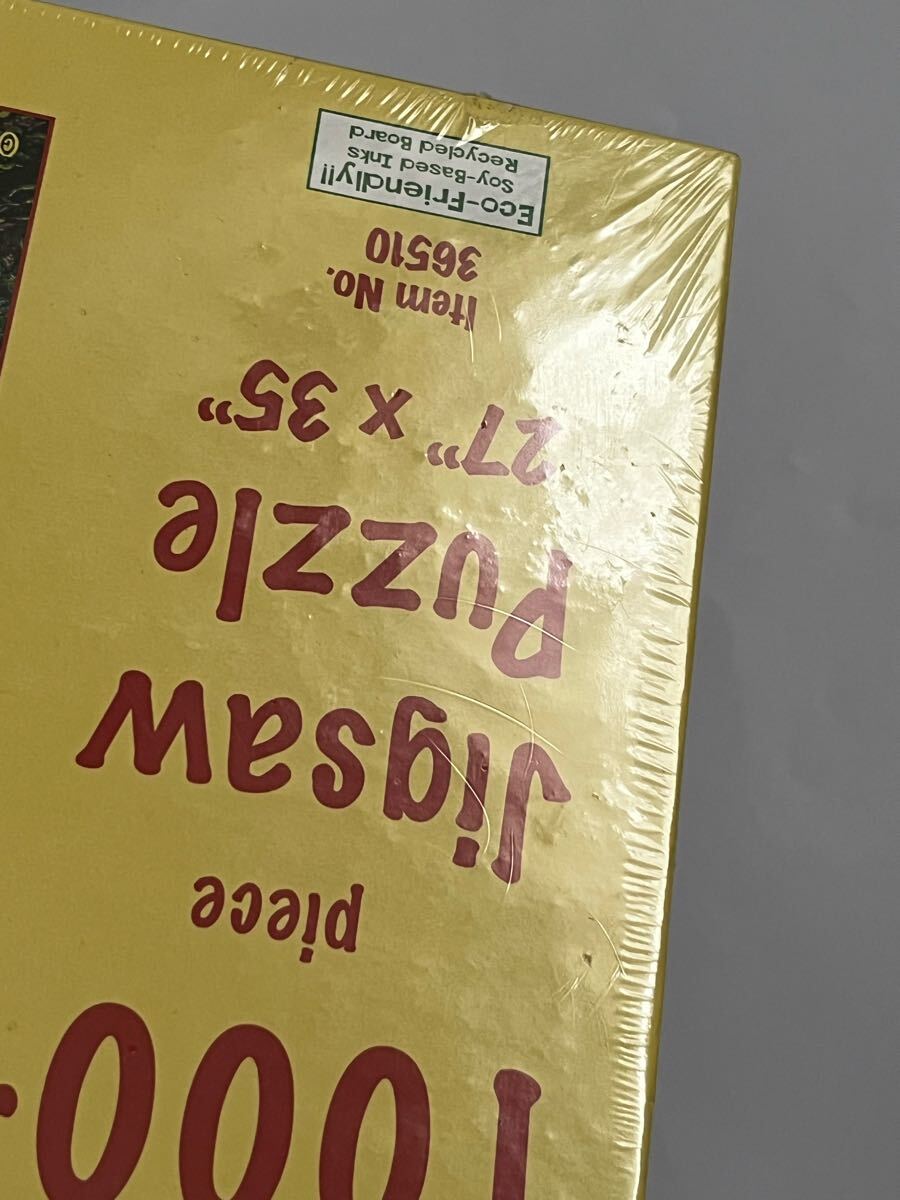 1000-
piece
Jigsaw
Puzzle
27" x 35"
Item No.
36510
Eco-Friendly!!
Soy-Based Inks
Recycled Board
©